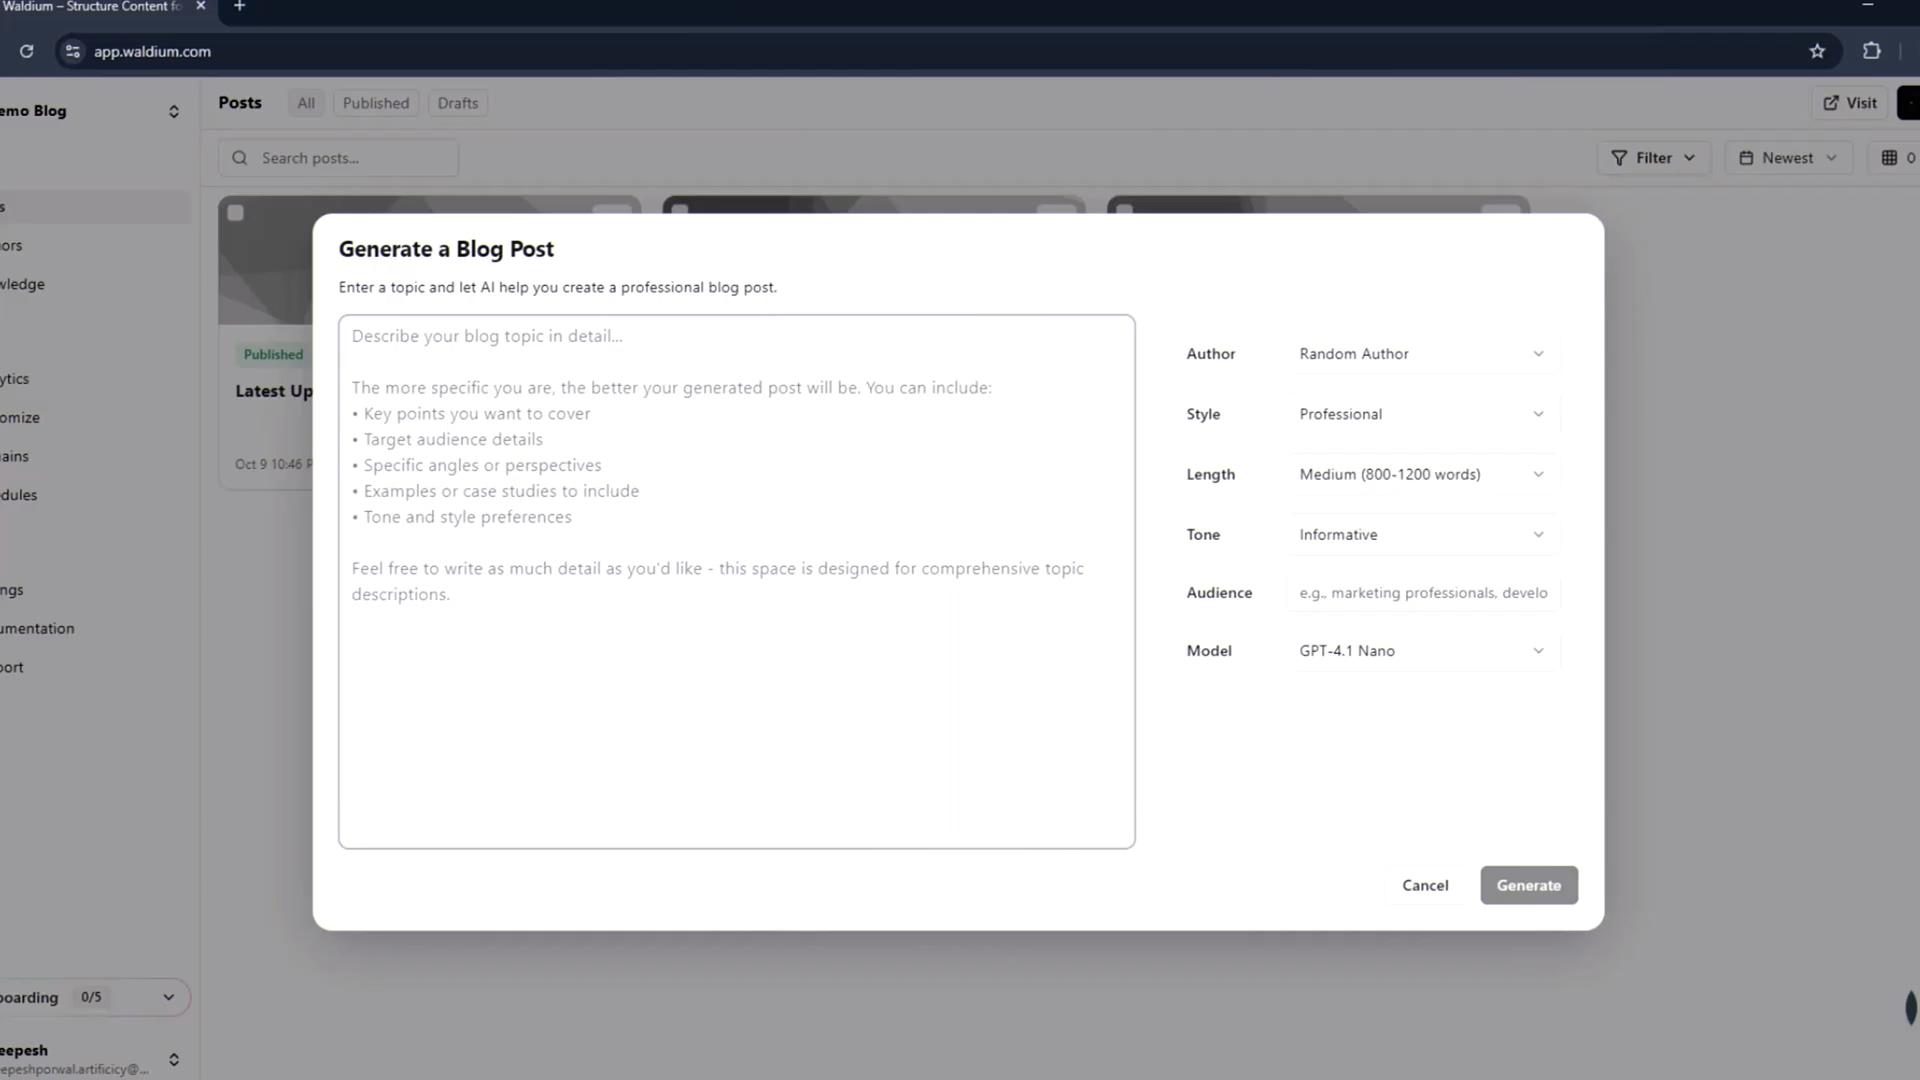 Waldium – Structure Content fo
app.waldium.com
emo Blog
Posts
All
Published
Drafts
Visit
Search posts...
Filter
Newest
0
s
ors
wledge
ytics
omize
ains
dules
ngs
umentation
port
Published
Latest Up
Oct 9 10:46 P
Generate a Blog Post
Enter a topic and let AI help you create a professional blog post.
Describe your blog topic in detail...
The more specific you are, the better your generated post will be. You can include:
• Key points you want to cover
• Target audience details
• Specific angles or perspectives
• Examples or case studies to include
• Tone and style preferences
Feel free to write as much detail as you'd like - this space is designed for comprehensive topic
descriptions.
Author
Random Author
Style
Professional
Length
Medium (800-1200 words)
Tone
Informative
Audience
e.g., marketing professionals, develo
Model
GPT-4.1 Nano
Cancel
Generate
boarding
0/5
eepesh
epeshporwal.artificicy@...